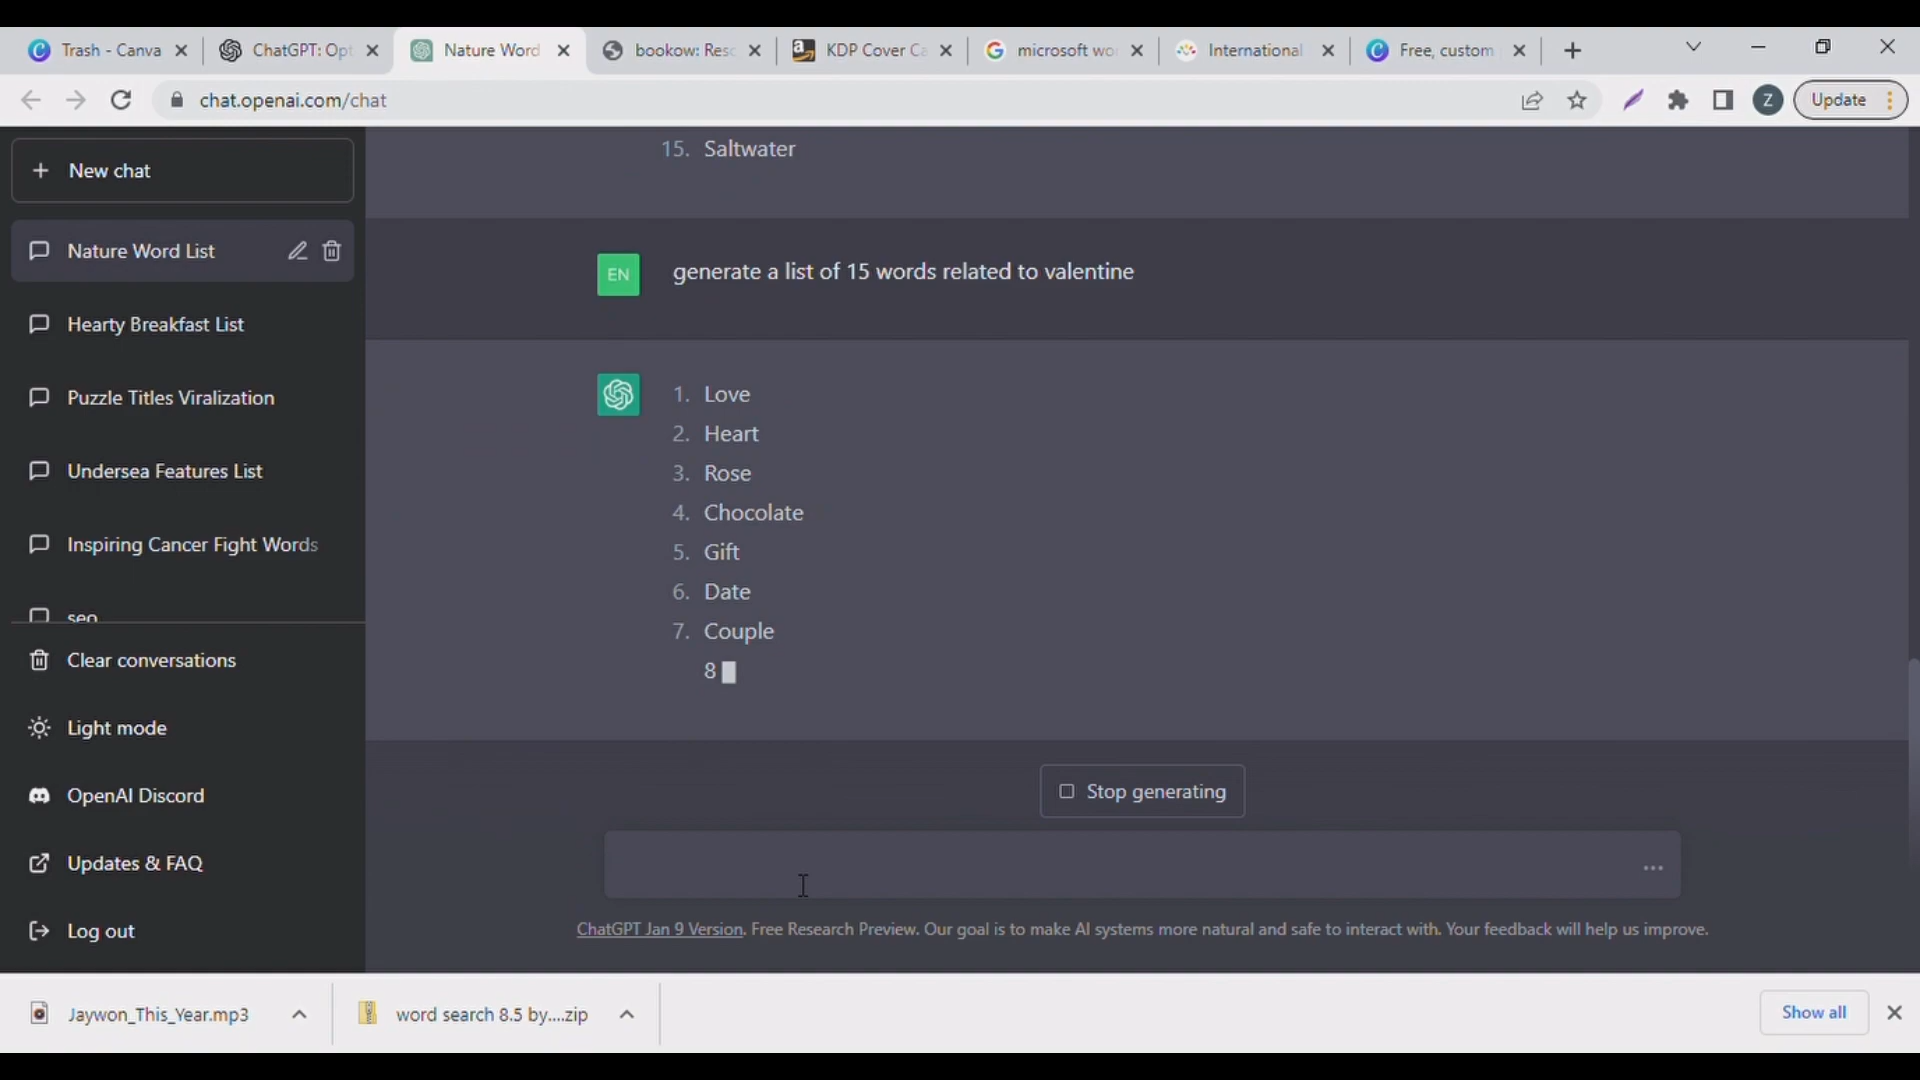 Trash - Canva
ChatGPT: Opt
Nature Word
bookow: Reso
KDP Cover Ca
microsoft wo
International
Free, custom
chat.openai.com/chat
Z
Update
New chat
Nature Word List
Hearty Breakfast List
Puzzle Titles Viralization
Undersea Features List
Inspiring Cancer Fight Words
seo
Clear conversations
Light mode
OpenAI Discord
Updates & FAQ
Log out
15. Saltwater
EN
generate a list of 15 words related to valentine
1. Love
2. Heart
3. Rose
4. Chocolate
5. Gift
6. Date
7. Couple
8
Stop generating
ChatGPT Jan 9 Version. Free Research Preview. Our goal is to make AI systems more natural and safe to interact with. Your feedback will help us improve.
Jaywon_This_Year.mp3
word search 8.5 by....zip
Show all